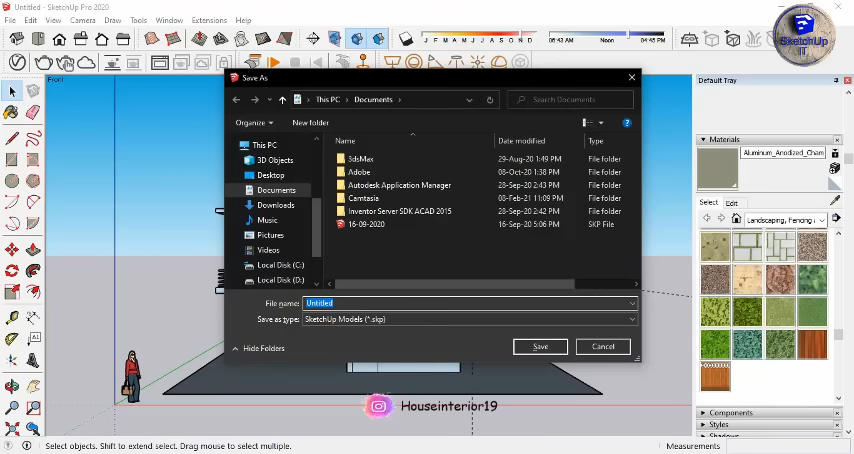 Untitled - SketchUp Pro 2020
File Edit View Camera Draw Tools Window Extensions Help
J F M A M J J A S O N D
06:43 AM Noon 04:45 PM
SketchUp
IT
Front
Save As
This PC > Documents >
Search Documents
Organize New folder
This PC
3D Objects
Desktop
Documents
Downloads
Music
Pictures
Videos
Local Disk (C:)
Local Disk (D:)
Name Date modified Type
3dsMax 29-Aug-20 1:49 PM File folder
Adobe 08-Oct-20 1:38 PM File folder
Autodesk Application Manager 28-Sep-20 2:43 PM File folder
Camtasia 08-Feb-21 11:09 PM File folder
Inventor Server SDK ACAD 2015 28-Sep-20 2:42 PM File folder
16-09-2020 16-Sep-20 5:06 PM SKP File
File name: Untitled
Save as type: SketchUp Models (*.skp)
Hide Folders
Save Cancel
Default Tray
Materials
Aluminum_Anodized_Cham
Select Edit
Landscaping, Fencing
Components
Styles
Shadows
Houseinterior19
Select objects. Shift to extend select. Drag mouse to select multiple.
Measurements